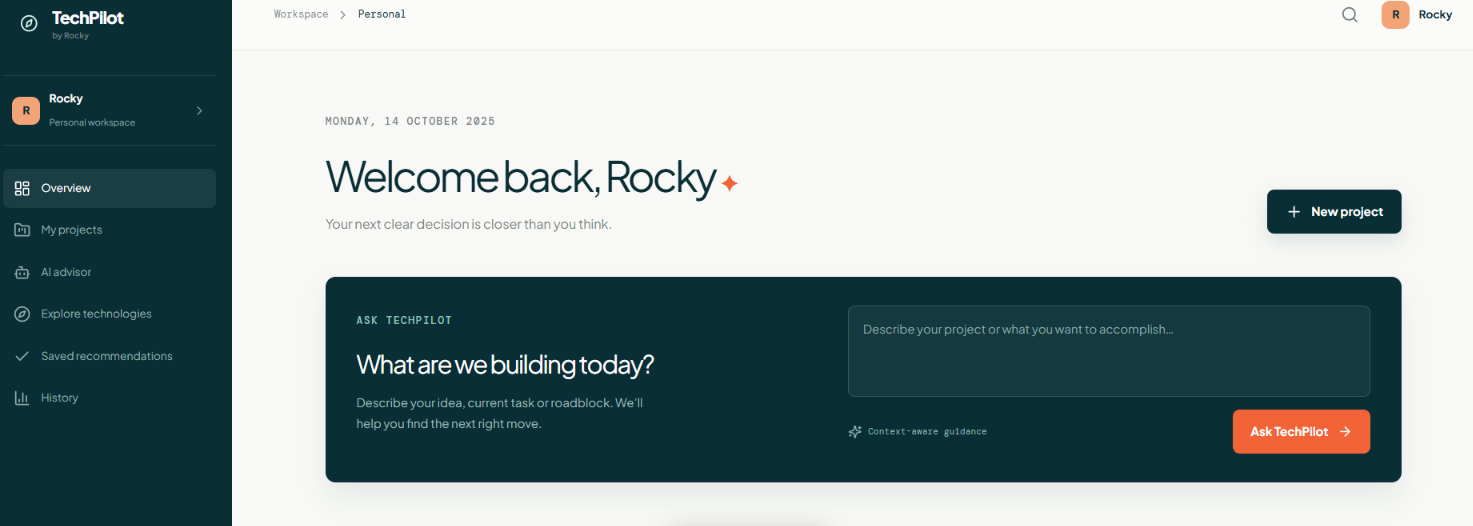 TechPilot
by Rocky
R
Rocky
Personal workspace
Overview
My projects
AI advisor
Explore technologies
Saved recommendations
History
Workspace
Personal
R
Rocky
MONDAY, 14 OCTOBER 2025
Welcome back, Rocky
Your next clear decision is closer than you think.
New project
ASK TECHPILOT
What are we building today?
Describe your idea, current task or roadblock. We'll
help you find the next right move.
Describe your project or what you want to accomplish...
Context-aware guidance
Ask TechPilot